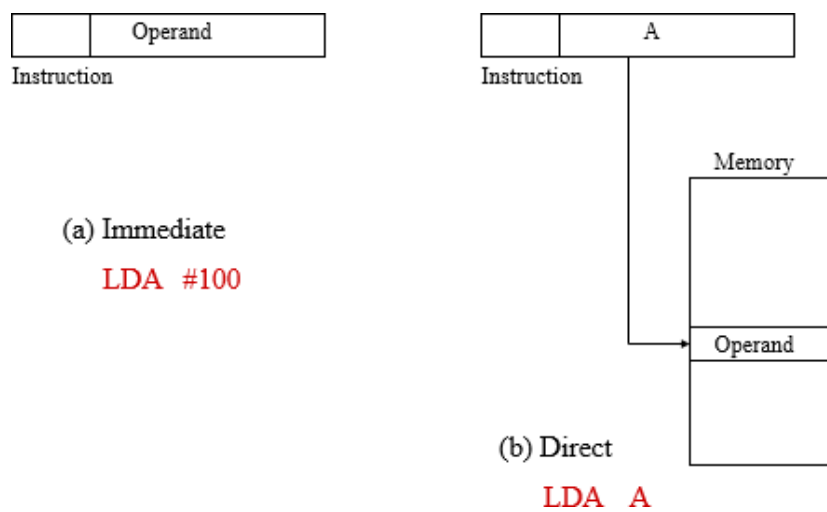 Operand
Instruction
(a) Immediate
LDA #100
A
Instruction
Memory
Operand
(b) Direct
LDA A